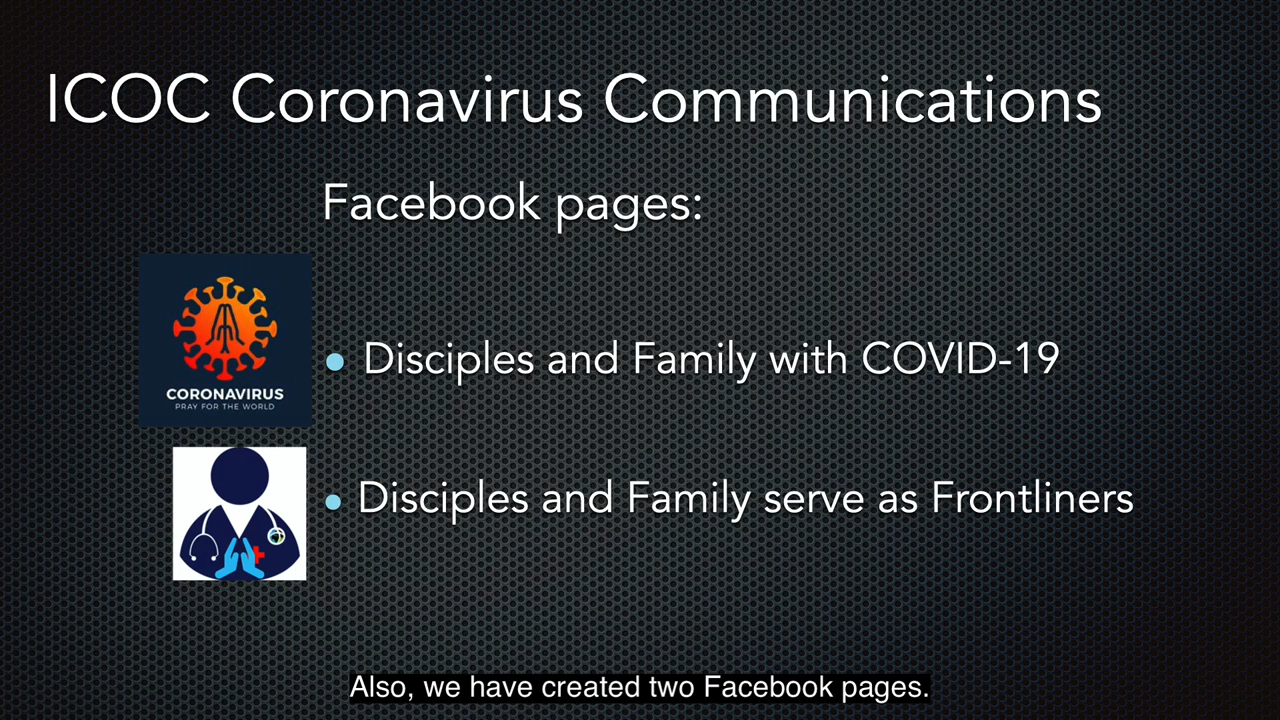 ICOC Coronavirus Communications
Facebook pages:
CORONAVIRUS
PRAY FOR THE WORLD
• Disciples and Family with COVID-19
• Disciples and Family serve as Frontliners
Also, we have created two Facebook pages.